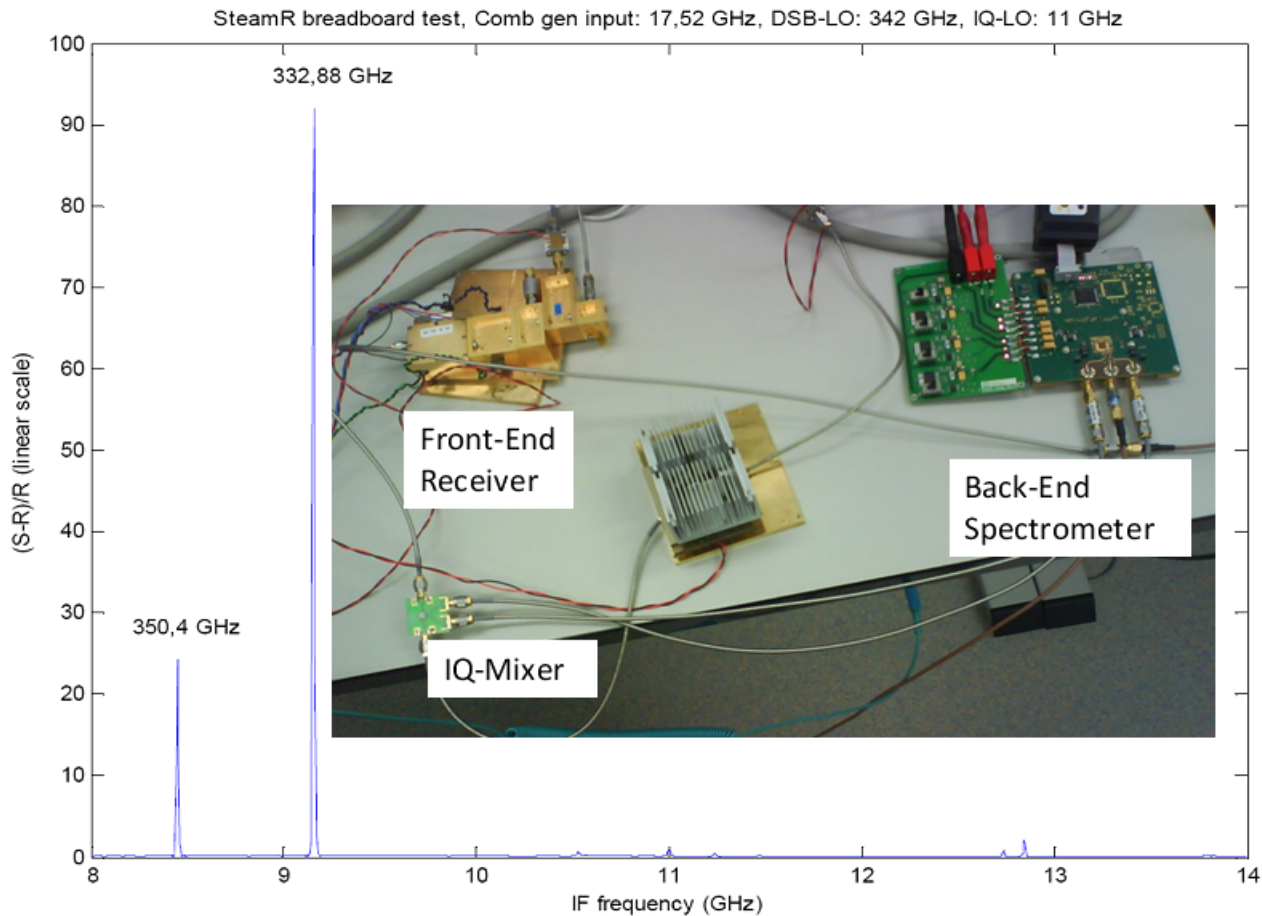 SteamR breadboard test, Comb gen input: 17,52 GHz, DSB-LO: 342 GHz, IQ-LO: 11 GHz
100
332,88 GHz
90
80
70
60
50
40
30
20
10
0
(S-R)/R (linear scale)
350,4 GHz
Front-End
Receiver
IQ-Mixer
Back-End
Spectrometer
8
9
10
11
12
13
14
IF frequency (GHz)